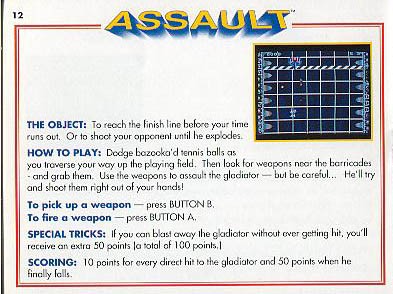 12
ASSAULT™
THE OBJECT: To reach the finish line before your time
runs out. Or to shoot your opponent until he explodes.
HOW TO PLAY: Dodge bazooka'd tennis balls as
you traverse your way up the playing field. Then look for weapons near the barricades
- and grab them. Use the weapons to assault the gladiator — but be careful... He'll try
and shoot them right out of your hands!
To pick up a weapon — press BUTTON B.
To fire a weapon — press BUTTON A.
SPECIAL TRICKS: If you can blast away the gladiator without ever getting hit, you'll
receive an extra 50 points (a total of 100 points.)
SCORING: 10 points for every direct hit to the gladiator and 50 points when he
finally falls.